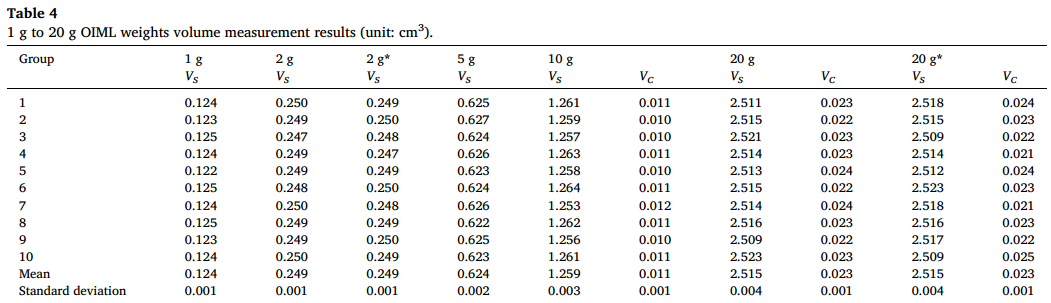 Table 4
1 g to 20 g OIML weights volume measurement results (unit: cm³).
Group 1 g 2 g 2 g* 5 g 10 g 20 g 20 g*
V_S V_S V_S V_S V_S V_C V_S V_C V_S V_C
1 0.124 0.250 0.249 0.625 1.261 0.011 2.511 0.023 2.518 0.024
2 0.123 0.249 0.250 0.627 1.259 0.010 2.515 0.022 2.515 0.023
3 0.125 0.247 0.248 0.624 1.257 0.010 2.521 0.023 2.509 0.022
4 0.124 0.249 0.247 0.626 1.263 0.011 2.514 0.023 2.514 0.021
5 0.122 0.249 0.249 0.623 1.258 0.010 2.513 0.024 2.512 0.024
6 0.125 0.248 0.250 0.624 1.264 0.011 2.515 0.022 2.523 0.023
7 0.124 0.250 0.248 0.626 1.253 0.012 2.514 0.024 2.518 0.021
8 0.125 0.249 0.249 0.622 1.262 0.011 2.516 0.023 2.516 0.023
9 0.123 0.249 0.250 0.625 1.256 0.010 2.509 0.022 2.517 0.022
10 0.124 0.250 0.249 0.623 1.261 0.011 2.523 0.023 2.509 0.025
Mean 0.124 0.249 0.249 0.624 1.259 0.011 2.515 0.023 2.515 0.023
Standard deviation 0.001 0.001 0.001 0.002 0.003 0.001 0.004 0.001 0.004 0.001